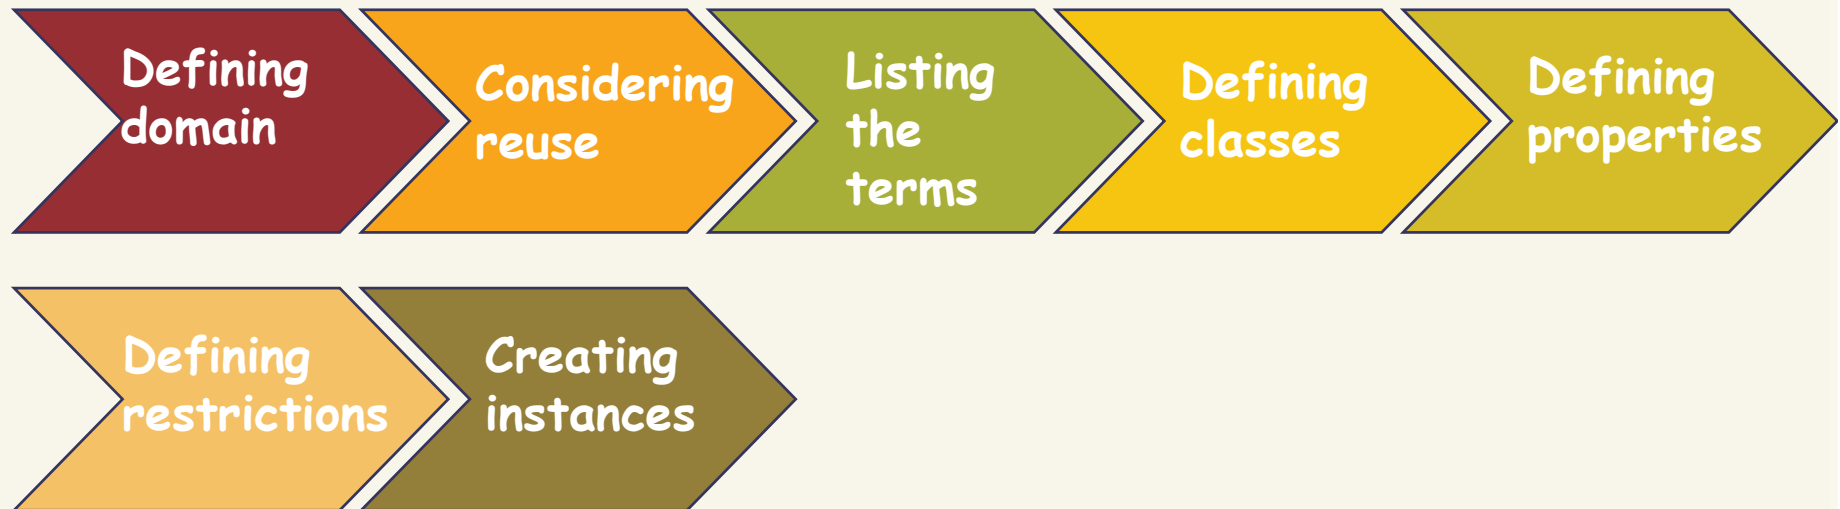 Defining
domain
Considering
reuse
Listing
the
terms
Defining
classes
Defining
properties
Defining
restrictions
Creating
instances